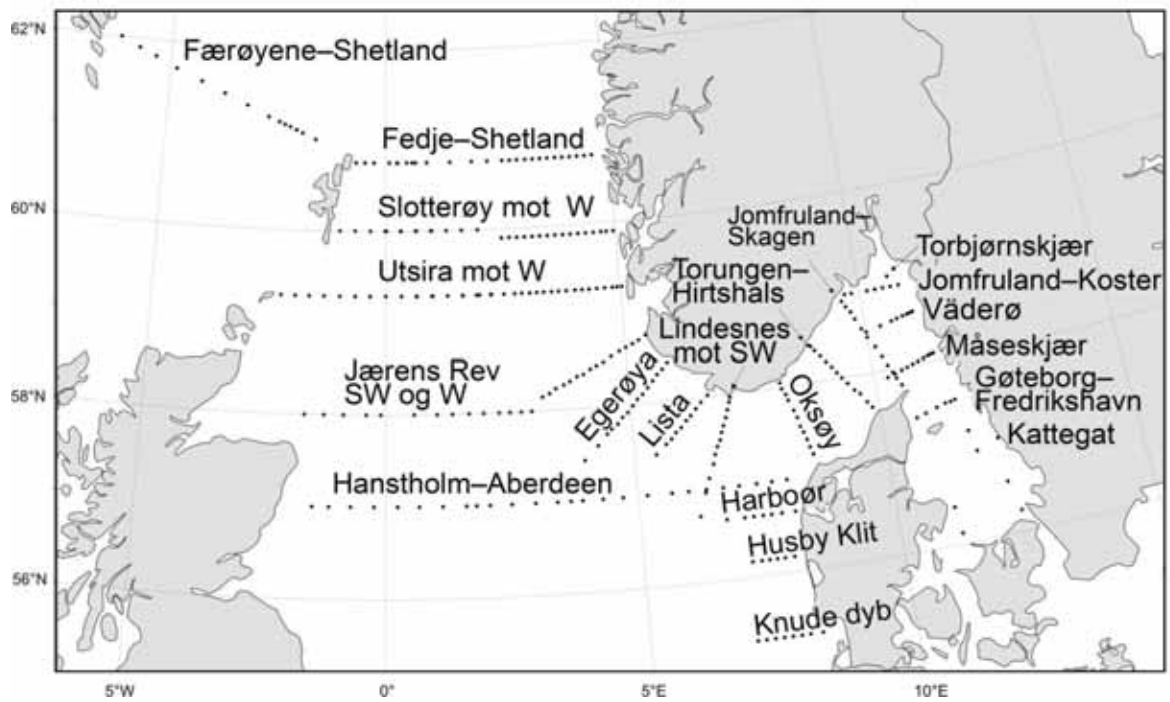 62°N
Færøyene–Shetland
Fedje–Shetland
60°N
Slotterøy mot W
Jomfruland–
Skagen
Torbjørnskjær
Utsira mot W
Torungen–
Hirtshals
Jomfruland–Koster
Väderø
Lindesnes
mot SW
Måseskjær
58°N
Jærens Rev
SW og W
Egerøya
Lista
Oksøy
Gøteborg–
Fredrikshavn
Kattegat
Hanstholm–Aberdeen
Harboør
Husby Klit
56°N
Knude dyb
5°W
0°
5°E
10°E